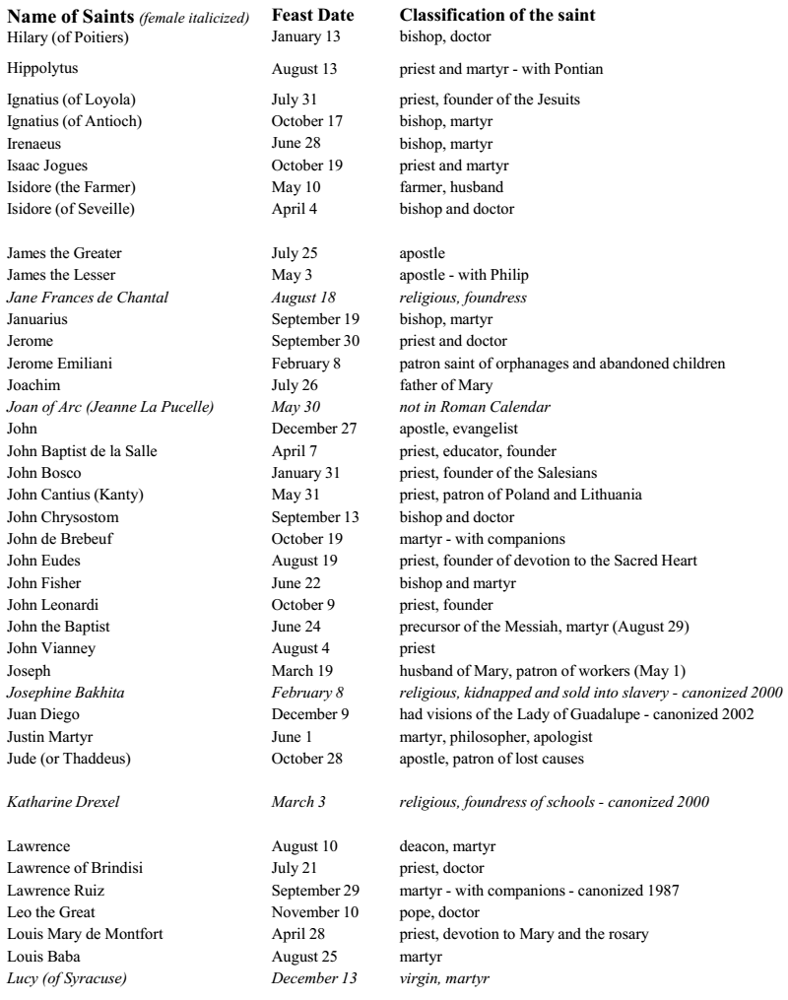 Name of Saints (female italicized) Feast Date Classification of the saint
Hilary (of Poitiers) January 13 bishop, doctor
Hippolytus August 13 priest and martyr - with Pontian
Ignatius (of Loyola) July 31 priest, founder of the Jesuits
Ignatius (of Antioch) October 17 bishop, martyr
Irenaeus June 28 bishop, martyr
Isaac Jogues October 19 priest and martyr
Isidore (the Farmer) May 10 farmer, husband
Isidore (of Seveille) April 4 bishop and doctor
James the Greater July 25 apostle
James the Lesser May 3 apostle - with Philip
Jane Frances de Chantal August 18 religious, foundress
Januarius September 19 bishop, martyr
Jerome September 30 priest and doctor
Jerome Emiliani February 8 patron saint of orphanages and abandoned children
Joachim July 26 father of Mary
Joan of Arc (Jeanne La Pucelle) May 30 not in Roman Calendar
John December 27 apostle, evangelist
John Baptist de la Salle April 7 priest, educator, founder
John Bosco January 31 priest, founder of the Salesians
John Cantius (Kanty) May 31 priest, patron of Poland and Lithuania
John Chrysostom September 13 bishop and doctor
John de Brebeuf October 19 martyr - with companions
John Eudes August 19 priest, founder of devotion to the Sacred Heart
John Fisher June 22 bishop and martyr
John Leonardi October 9 priest, founder
John the Baptist June 24 precursor of the Messiah, martyr (August 29)
John Vianney August 4 priest
Joseph March 19 husband of Mary, patron of workers (May 1)
Josephine Bakhita February 8 religious, kidnapped and sold into slavery - canonized 2000
Juan Diego December 9 had visions of the Lady of Guadalupe - canonized 2002
Justin Martyr June 1 martyr, philosopher, apologist
Jude (or Thaddeus) October 28 apostle, patron of lost causes
Katharine Drexel March 3 religious, foundress of schools - canonized 2000
Lawrence August 10 deacon, martyr
Lawrence of Brindisi July 21 priest, doctor
Lawrence Ruiz September 29 martyr - with companions - canonized 1987
Leo the Great November 10 pope, doctor
Louis Mary de Montfort April 28 priest, devotion to Mary and the rosary
Louis Baba August 25 martyr
Lucy (of Syracuse) December 13 virgin, martyr